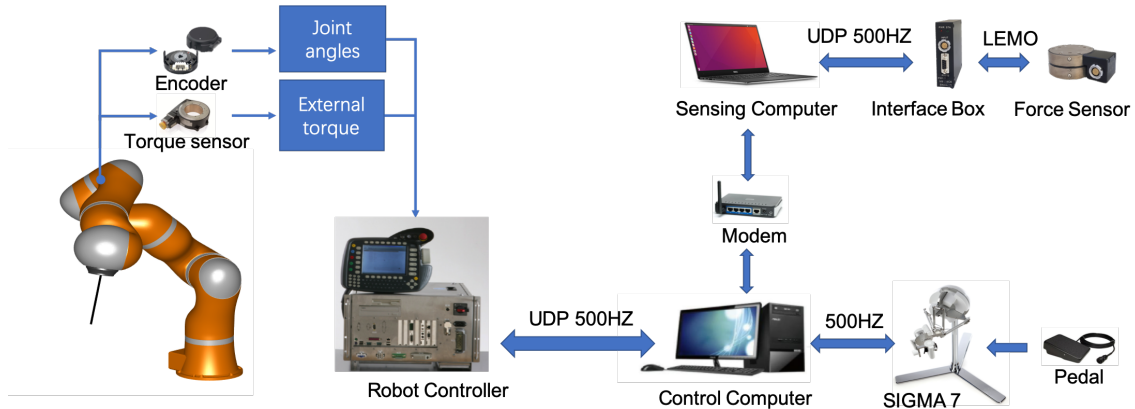 Joint
angles
Encoder
External
torque
Torque sensor
UDP 500HZ
LEMO
Sensing Computer
Interface Box
Force Sensor
Modem
UDP 500HZ
500HZ
Robot Controller
Control Computer
SIGMA 7
Pedal